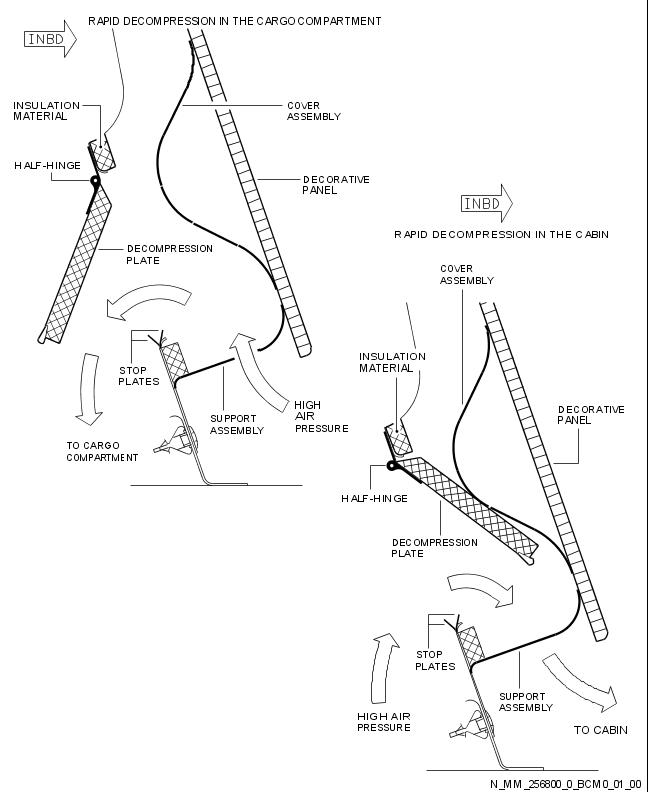 RAPID DECOMPRESSION IN THE CARGO COMPARTMENT
INBD
INSULATION
MATERIAL
COVER
ASSEMBLY
HALF-HINGE
DECORATIVE
PANEL
DECOMPRESSION
PLATE
STOP
PLATES
SUPPORT
ASSEMBLY
HIGH
AIR
PRESSURE
TO CARGO
COMPARTMENT
INBD
RAPID DECOMPRESSION IN THE CABIN
COVER
ASSEMBLY
INSULATION
MATERIAL
DECORATIVE
PANEL
HALF-HINGE
DECOMPRESSION
PLATE
STOP
PLATES
SUPPORT
ASSEMBLY
HIGH AIR
PRESSURE
TO CABIN
N_MM_256800_0_BCM0_01_00